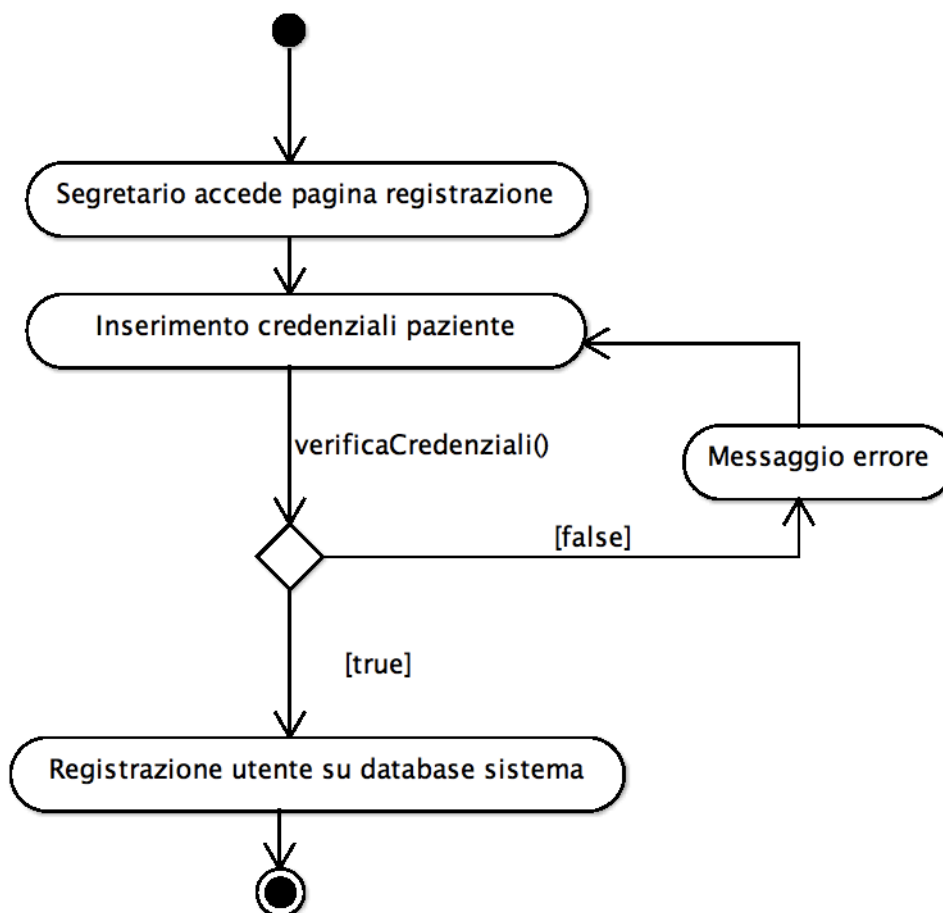 Segretario accede pagina registrazione
Inserimento credenziali paziente
verificaCredenziali()
Messaggio errore
[false]
[true]
Registrazione utente su database sistema